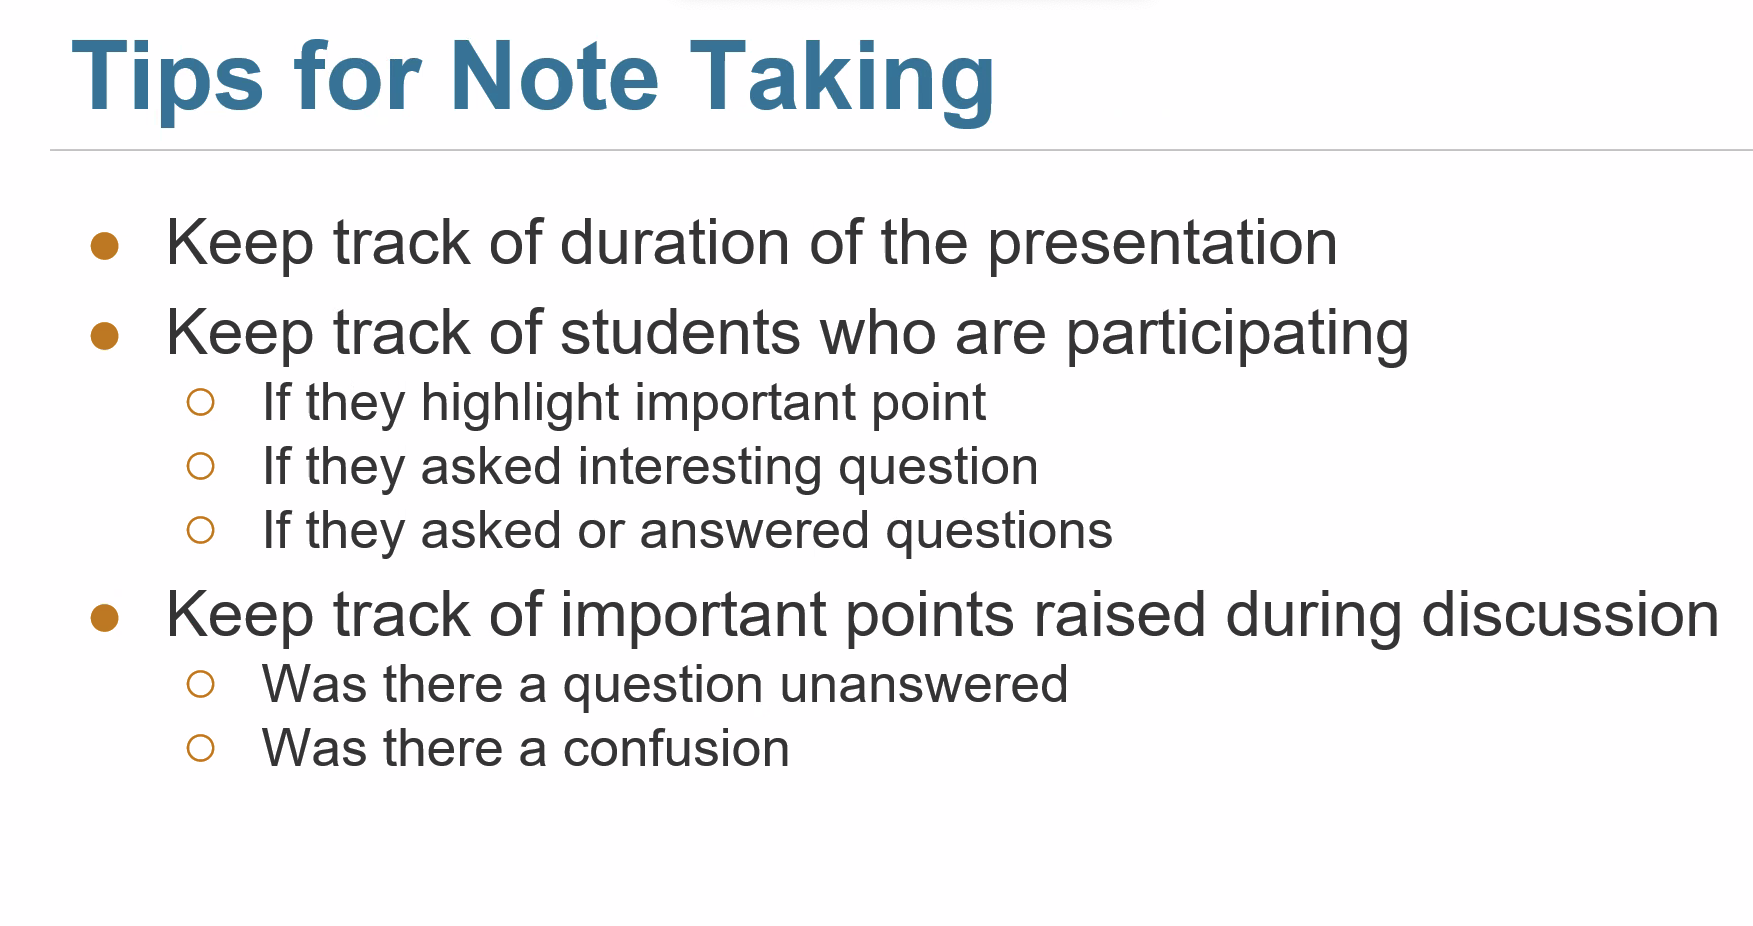 Tips for Note Taking
Keep track of duration of the presentation
Keep track of students who are participating
If they highlight important point
If they asked interesting question
If they asked or answered questions
Keep track of important points raised during discussion
Was there a question unanswered
Was there a confusion